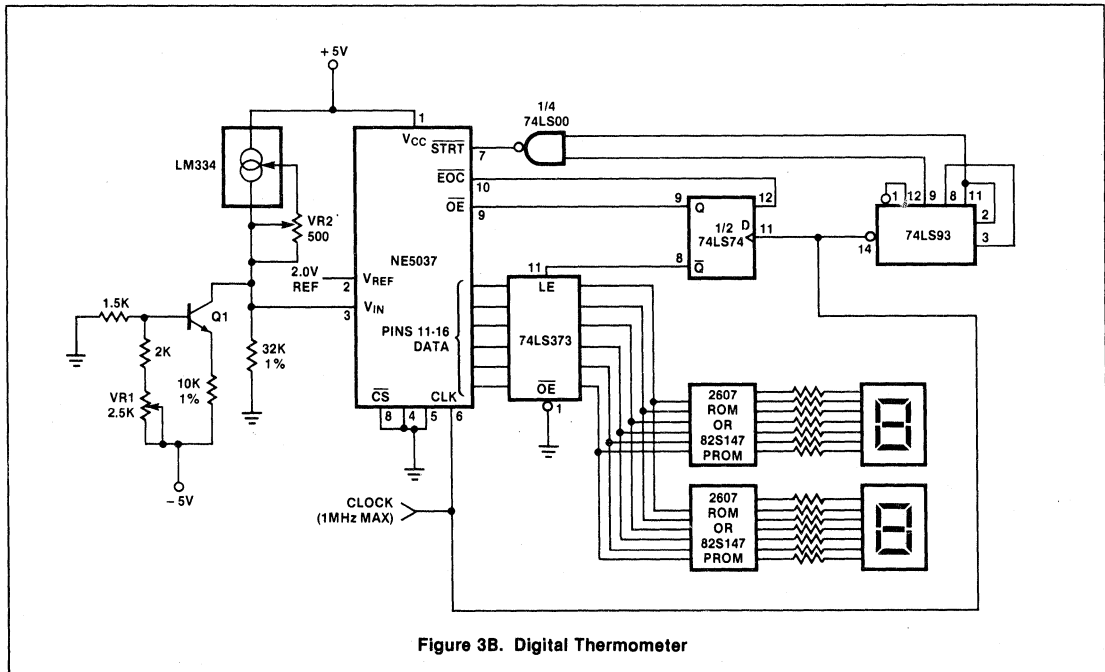 +5V
1/4
74LS00
1
VCC
STRT
7
LM334
EOC
10
OE
9
VR2
500
NE5037
9
Q
12
D
1/2
74LS74
11
8
Q
1
12
9
8
11
2
3
74LS93
14
2.0V
REF
2
VREF
3
VIN
11
LE
1.5K
Q1
PINS 11-16
DATA
74LS373
2K
32K
1%
10K
1%
VR1
2.5K
OE
1
CS
CLK
8
4
5
6
-5V
2607
ROM
OR
82S147
PROM
CLOCK
(1MHz MAX)
2607
ROM
OR
82S147
PROM
Figure 3B. Digital Thermometer